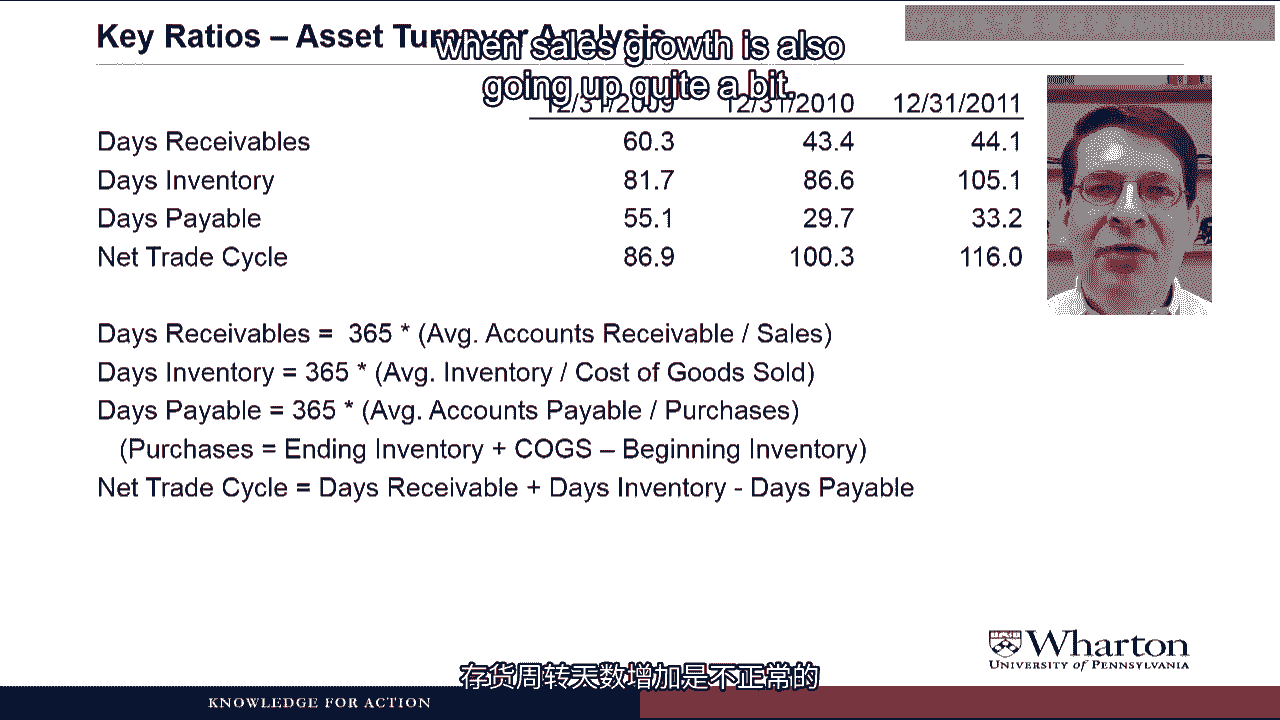 Key Ratios – Asset Turnover Analysis
when sales growth is also
going up quite a bit.
12/31/2009 12/31/2010 12/31/2011
Days Receivables 60.3 43.4 44.1
Days Inventory 81.7 86.6 105.1
Days Payable 55.1 29.7 33.2
Net Trade Cycle 86.9 100.3 116.0
Days Receivables = 365 * (Avg. Accounts Receivable / Sales)
Days Inventory = 365 * (Avg. Inventory / Cost of Goods Sold)
Days Payable = 365 * (Avg. Accounts Payable / Purchases)
(Purchases = Ending Inventory + COGS – Beginning Inventory)
Net Trade Cycle = Days Receivable + Days Inventory - Days Payable
Wharton
UNIVERSITY of PENNSYLVANIA
存货周转天数增加是不正常的
KNOWLEDGE FOR ACTION